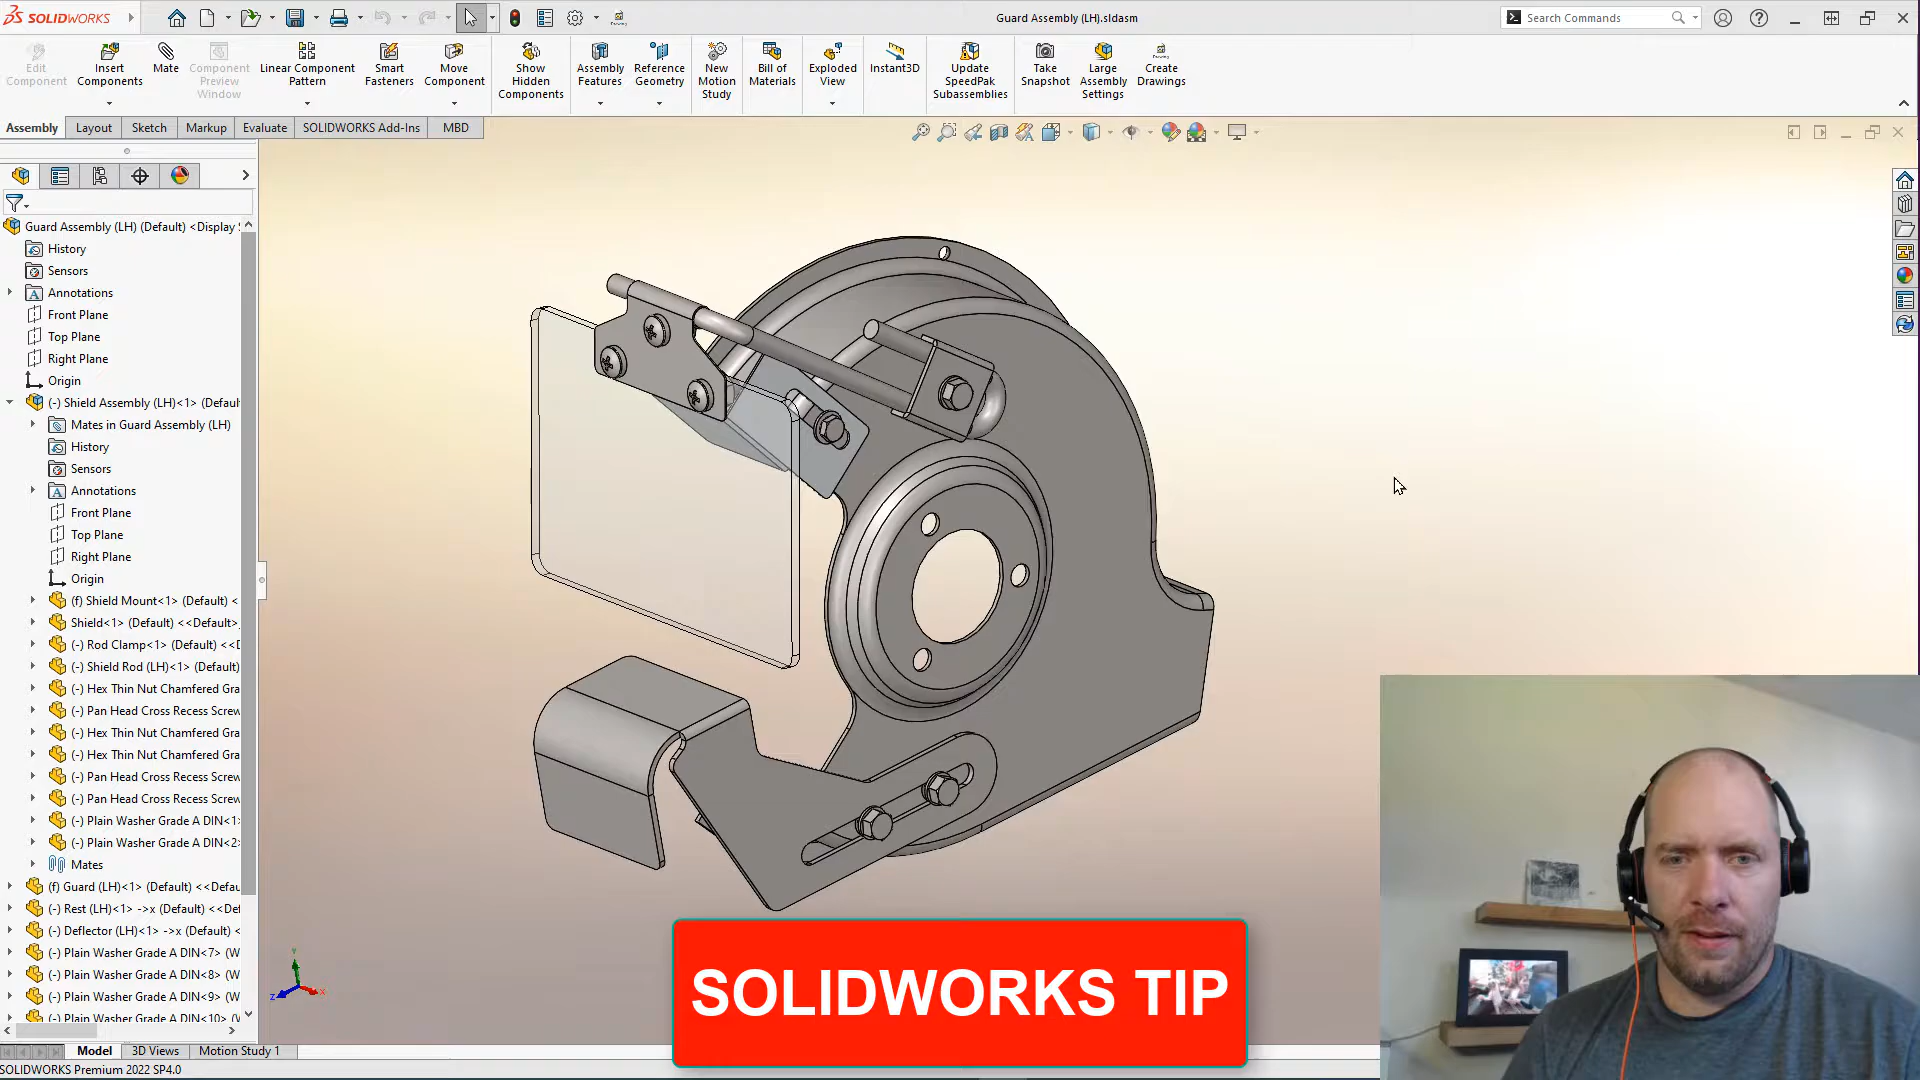 SOLIDWORKS
Guard Assembly (LH).sldasm
Search Commands
Edit Component
Insert Components
Mate
Component Preview Window
Linear Component Pattern
Smart Fasteners
Move Component
Show Hidden Components
Assembly Features
Reference Geometry
New Motion Study
Bill of Materials
Exploded View
Instant3D
Update SpeedPak Subassemblies
Take Snapshot
Large Assembly Settings
Create Drawings
Assembly
Layout
Sketch
Markup
Evaluate
SOLIDWORKS Add-Ins
MBD
Guard Assembly (LH) (Default) <Display
History
Sensors
Annotations
Front Plane
Top Plane
Right Plane
Origin
(-) Shield Assembly (LH)<1> (Defaul
Mates in Guard Assembly (LH)
History
Sensors
Annotations
Front Plane
Top Plane
Right Plane
Origin
(f) Shield Mount<1> (Default) <
Shield<1> (Default) <<Default>
(-) Rod Clamp<1> (Default) <<D
(-) Shield Rod (LH)<1> (Default)
(-) Hex Thin Nut Chamfered Gra
(-) Pan Head Cross Recess Screw
(-) Hex Thin Nut Chamfered Gra
(-) Hex Thin Nut Chamfered Gra
(-) Pan Head Cross Recess Screw
(-) Pan Head Cross Recess Screw
(-) Plain Washer Grade A DIN<1
(-) Plain Washer Grade A DIN<2
Mates
(f) Guard (LH)<1> (Default) <<Defau
(-) Rest (LH)<1> ->x (Default) <<Def
(-) Deflector (LH)<1> ->x (Default)
(-) Plain Washer Grade A DIN<7> (W
(-) Plain Washer Grade A DIN<8> (W
(-) Plain Washer Grade A DIN<9> (W
(-) Plain Washer Grade A DIN<10> (W
Y
Z
X
SOLIDWORKS TIP
Model
3D Views
Motion Study 1
SOLIDWORKS Premium 2022 SP4.0